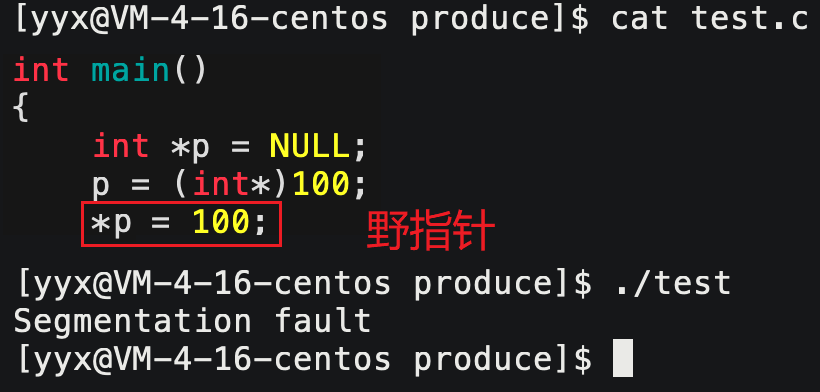 [yyx@VM-4-16-centos produce]$ cat test.c
int main()
{
int *p = NULL;
p = (int*)100;
*p = 100;
野指针
[yyx@VM-4-16-centos produce]$ ./test
Segmentation fault
[yyx@VM-4-16-centos produce]$